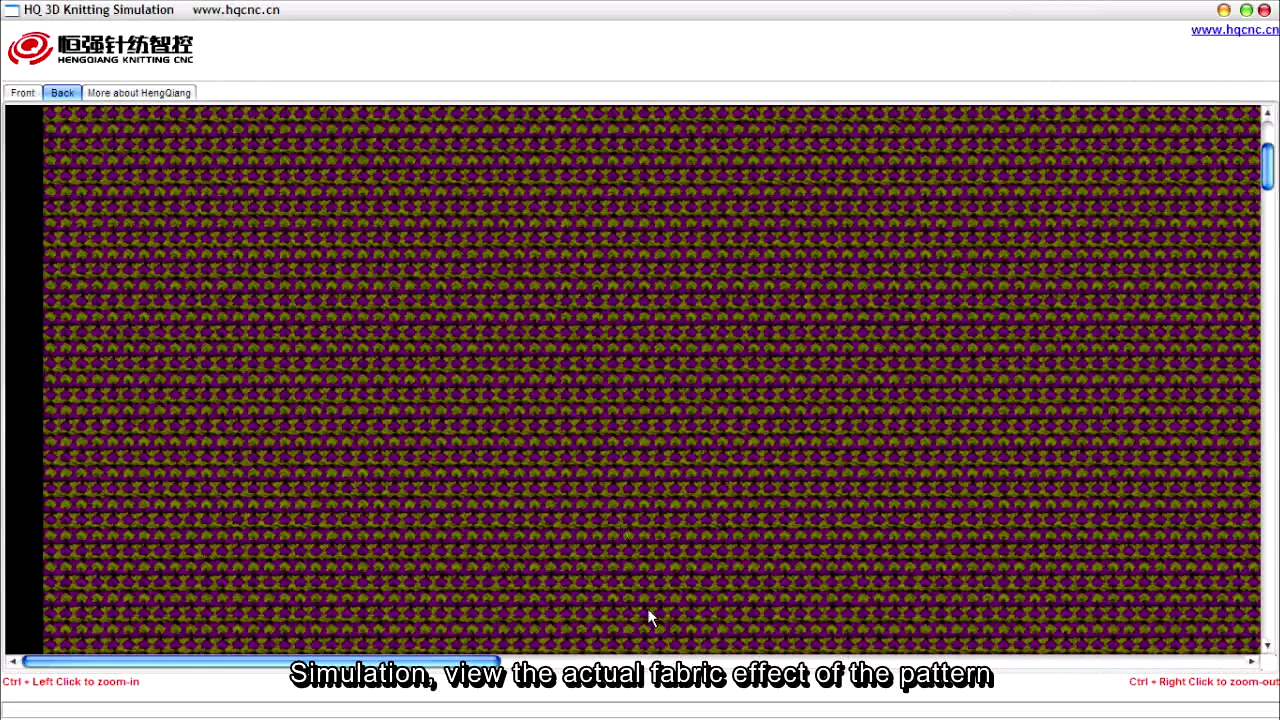 HQ 3D Knitting Simulation www.hqcnc.cn
www.hqcnc.cn
恒强针纺智控
HENGQIANG KNITTING CNC
Front Back More about HengQiang
Simulation, view the actual fabric effect of the pattern
Ctrl + Left Click to zoom-in Ctrl + Right Click to zoom-out